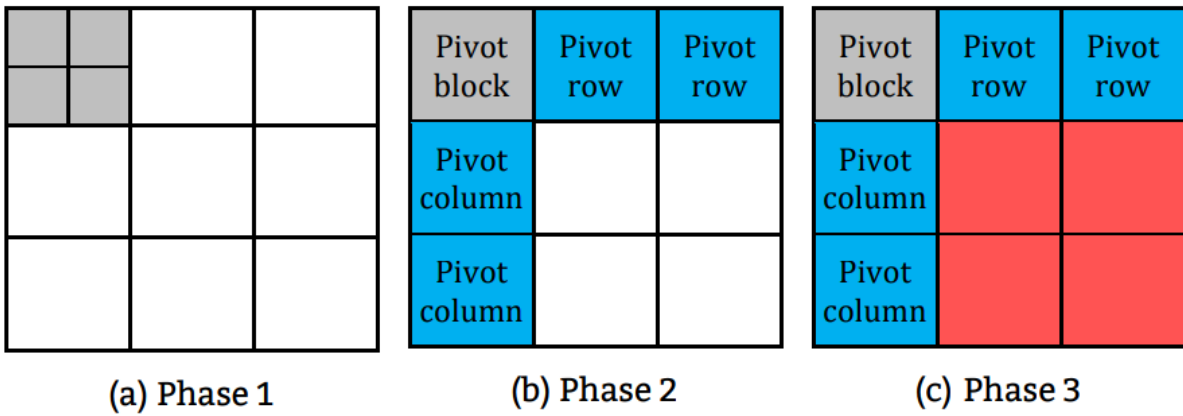 Pivot
block
Pivot
row
Pivot
row
Pivot
column
Pivot
column
Pivot
block
Pivot
row
Pivot
row
Pivot
column
Pivot
column
(a) Phase 1
(b) Phase 2
(c) Phase 3